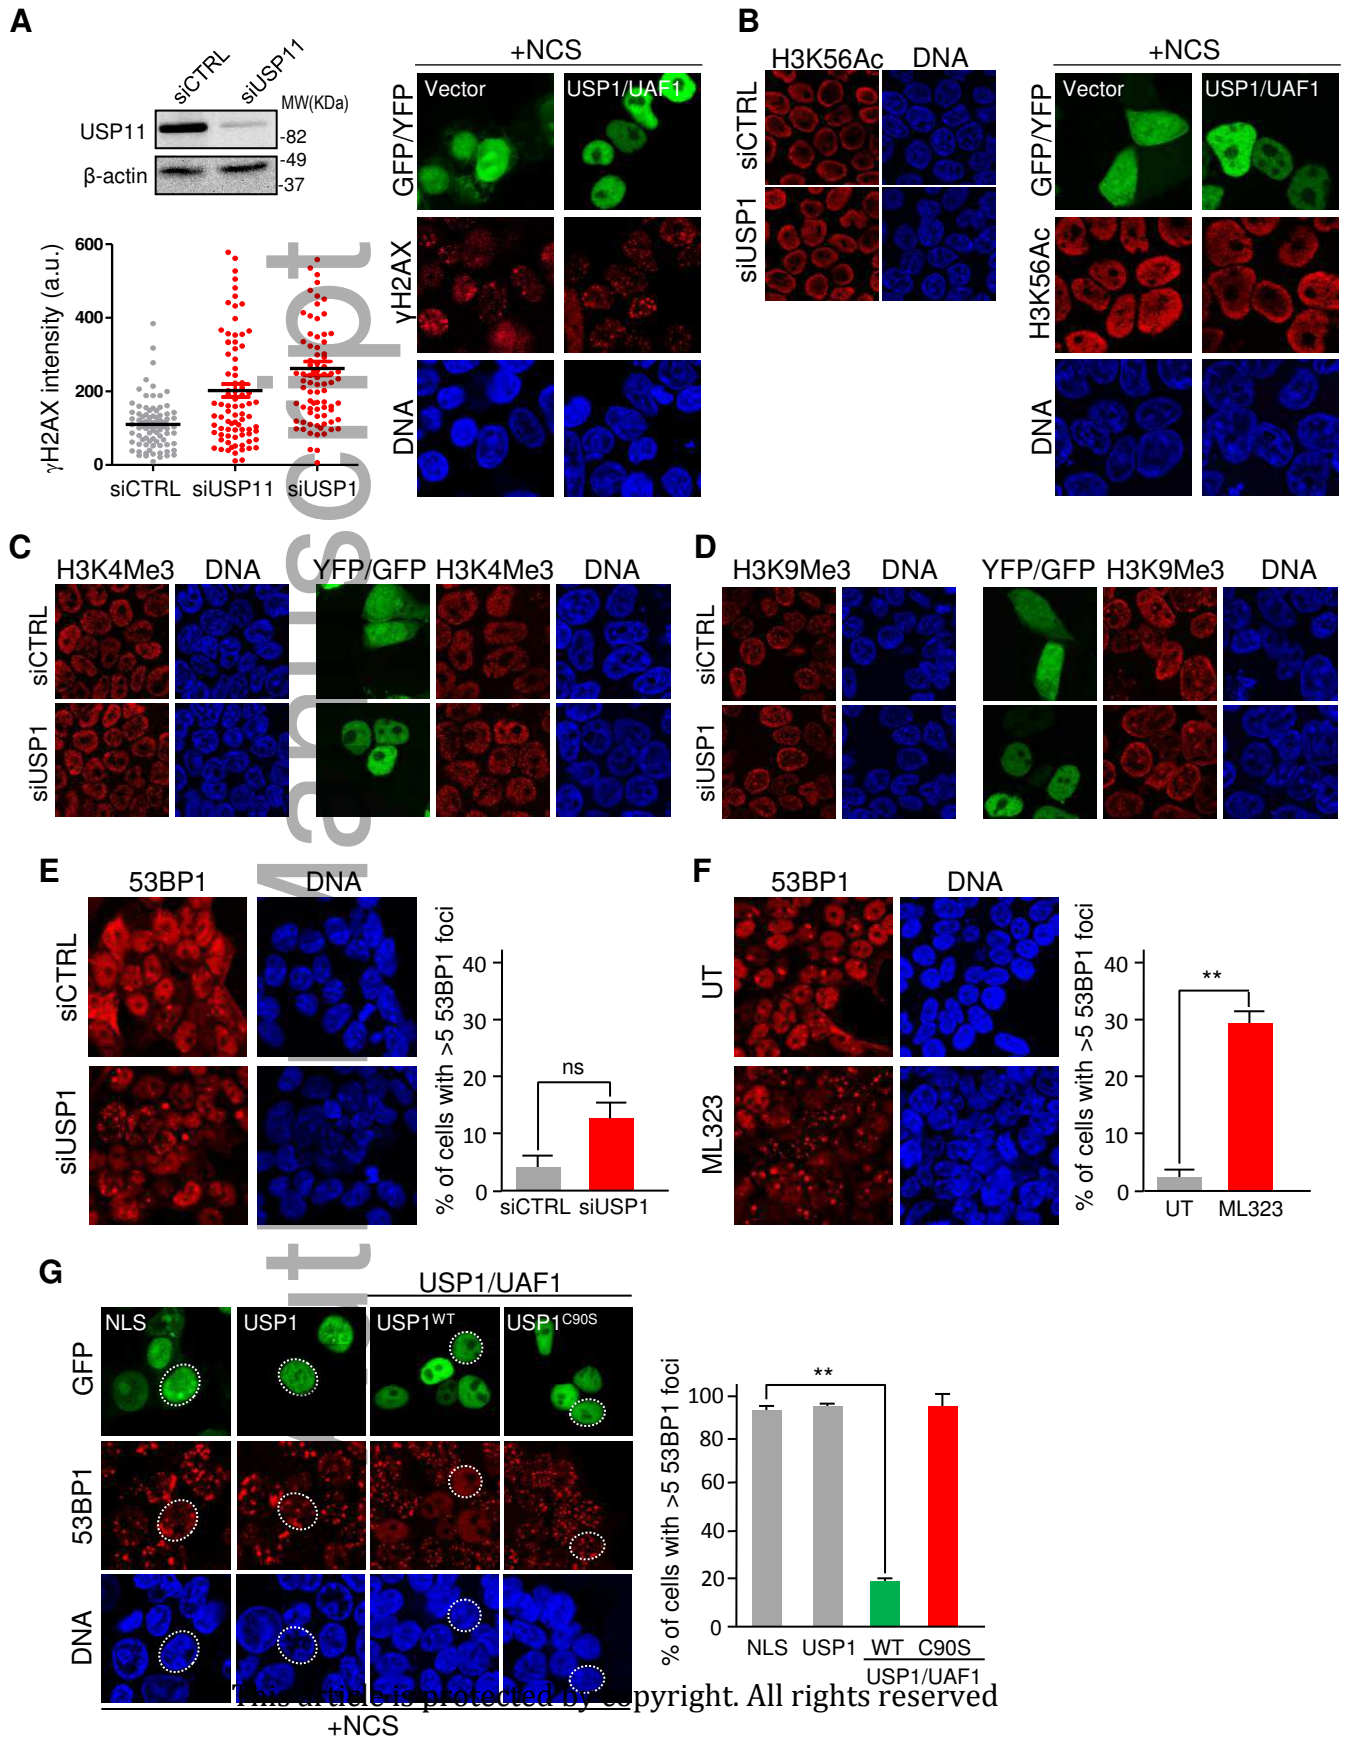 A
siCTRL
siUSP11
MW(KDa)
USP11
-82
β-actin
-49
-37
γH2AX intensity (a.u.)
600
400
200
0
siCTRL
siUSP11
siUSP1
+NCS
GFP/YFP
Vector
USP1/UAF1
γH2AX
DNA
B
H3K56Ac
DNA
siCTRL
siUSP1
+NCS
GFP/YFP
Vector
USP1/UAF1
H3K56Ac
DNA
C
H3K4Me3
DNA
YFP/GFP
H3K4Me3
DNA
siCTRL
siUSP1
D
H3K9Me3
DNA
YFP/GFP
H3K9Me3
DNA
siCTRL
siUSP1
E
53BP1
DNA
siCTRL
siUSP1
% of cells with >5 53BP1 foci
40
30
20
10
0
ns
siCTRL
siUSP1
F
53BP1
DNA
UT
ML323
% of cells with >5 53BP1 foci
40
30
20
10
0
**
UT
ML323
G
USP1/UAF1
NLS
USP1
USP1WT
USP1C90S
GFP
53BP1
DNA
+NCS
% of cells with >5 53BP1 foci
100
80
60
40
20
0
**
NLS
USP1
WT
C90S
USP1/UAF1
This article is protected by copyright. All rights reserved